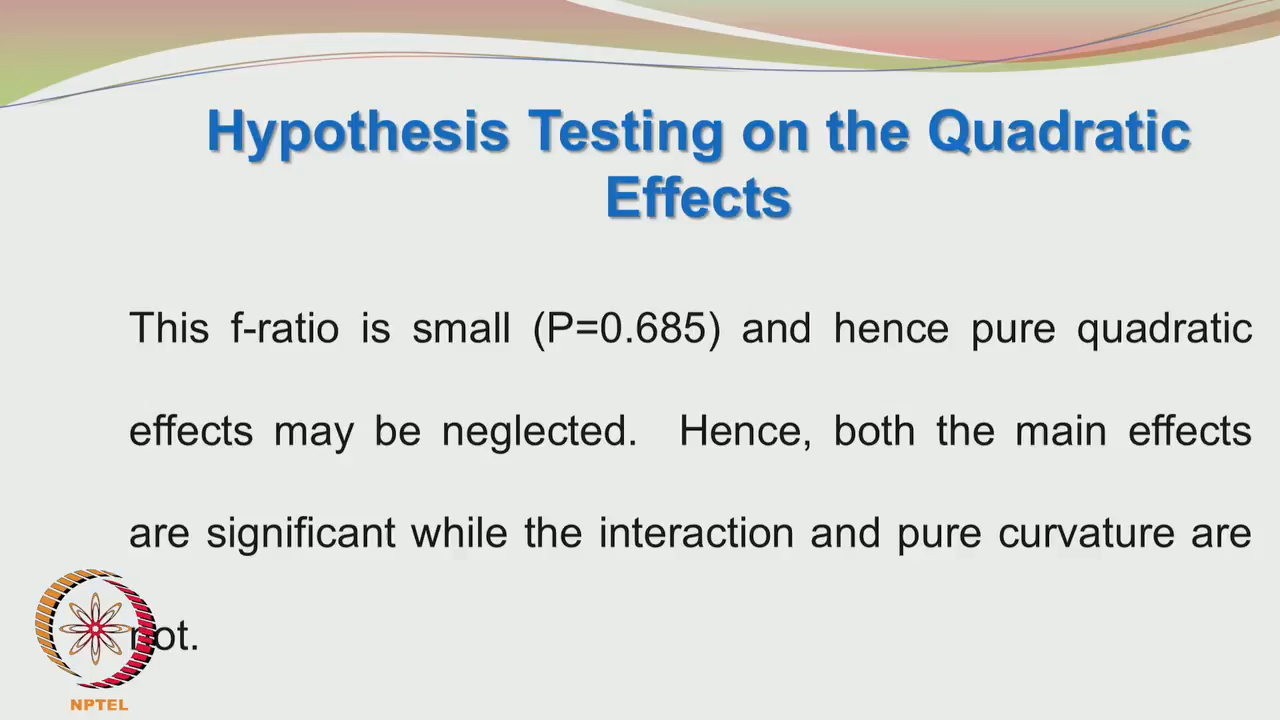 Hypothesis Testing on the Quadratic
Effects
This f-ratio is small (P=0.685) and hence pure quadratic
effects may be neglected. Hence, both the main effects
are significant while the interaction and pure curvature are
not.
NPTEL